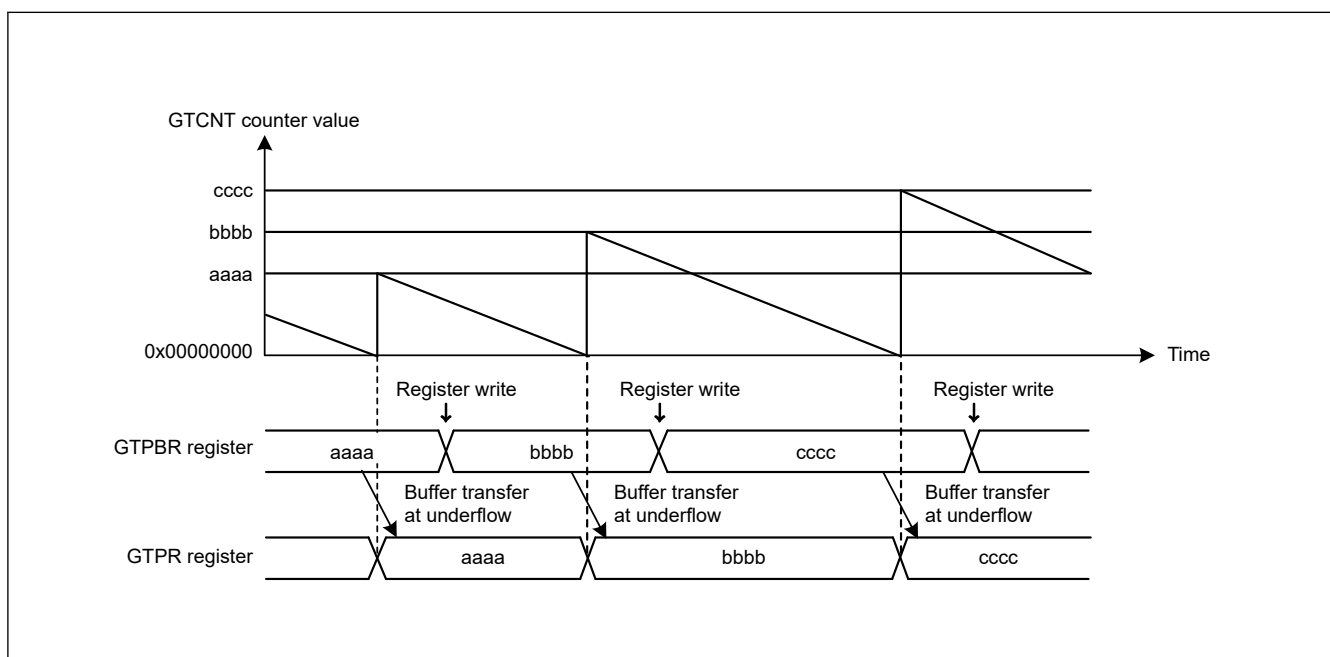 GTCNT counter value
cccc
bbbb
aaaa
0x00000000
Time
Register write
Register write
Register write
GTPBR register
aaaa
bbbb
cccc
Buffer transfer
at underflow
Buffer transfer
at underflow
Buffer transfer
at underflow
GTPR register
aaaa
bbbb
cccc